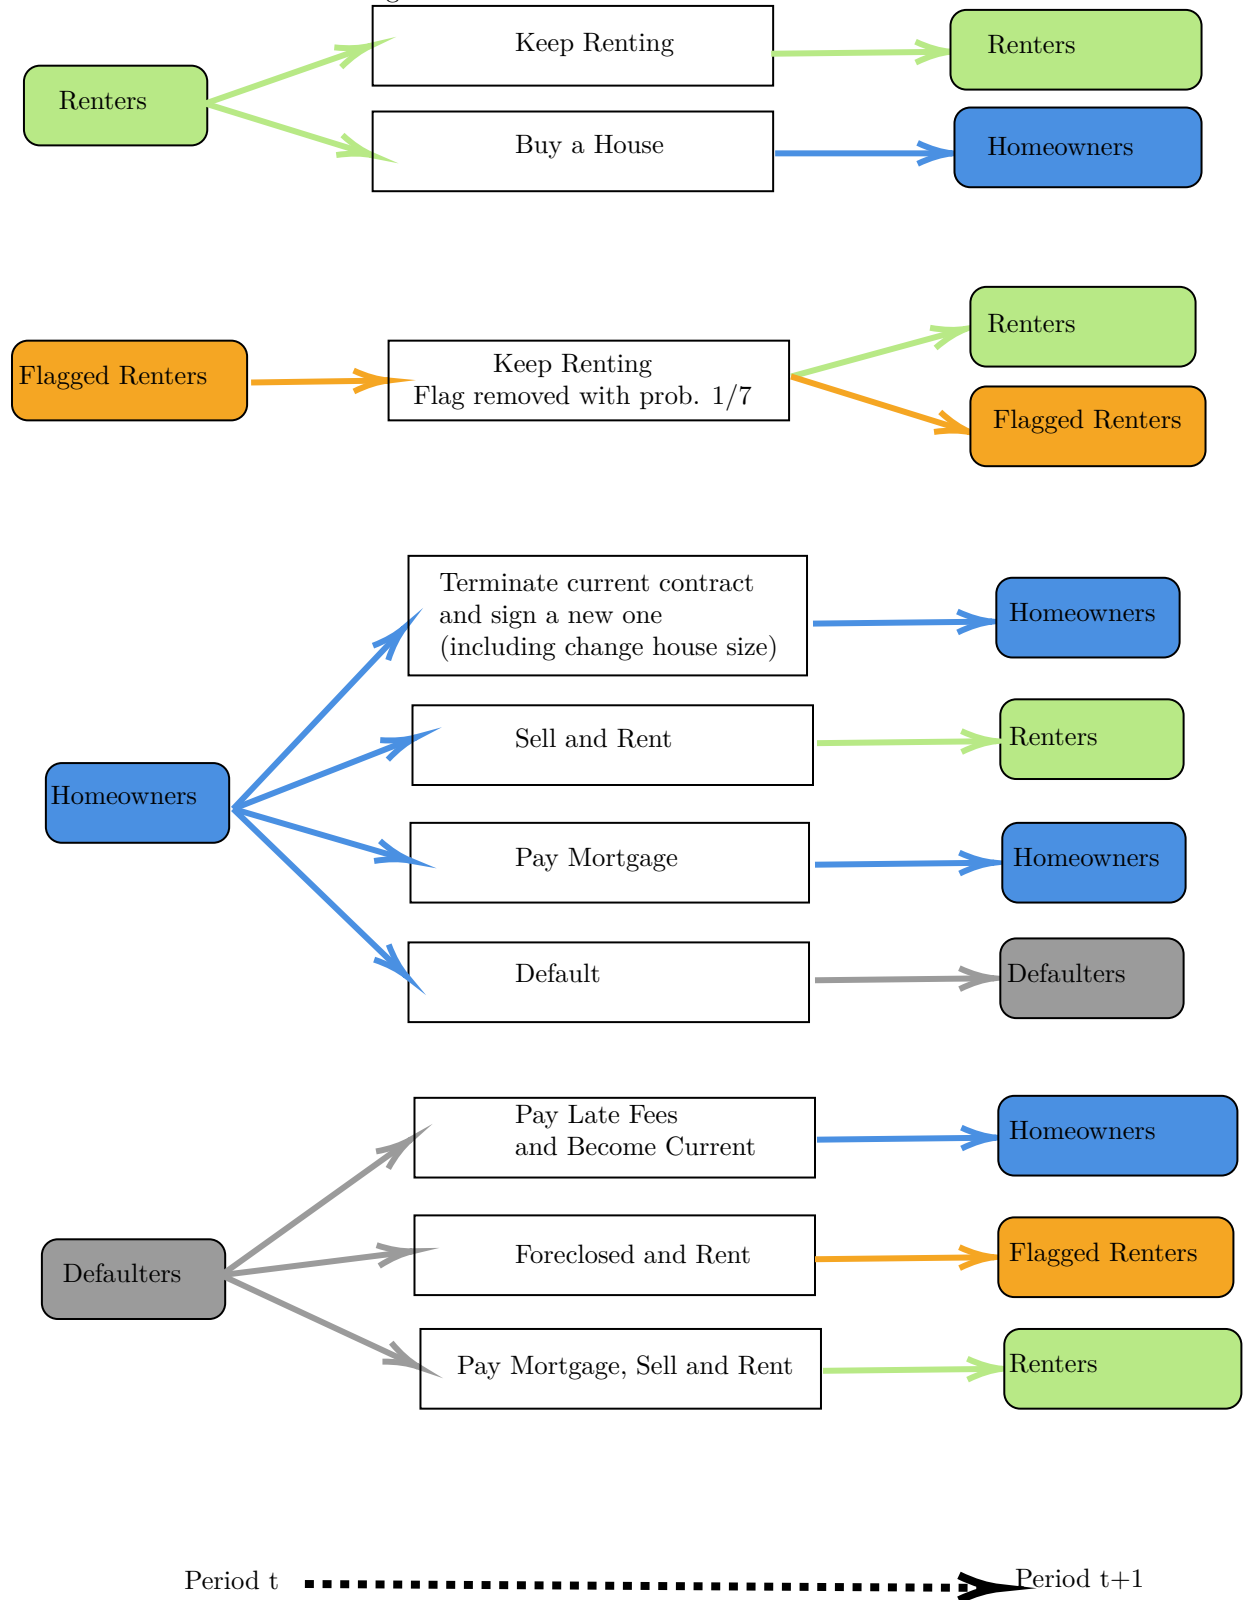 Keep Renting
Renters
Renters
Buy a House
Homeowners
Renters
Flagged Renters
Keep Renting
Flag removed with prob. 1/7
Flagged Renters
Terminate current contract
and sign a new one
(including change house size)
Homeowners
Sell and Rent
Renters
Homeowners
Pay Mortgage
Homeowners
Default
Defaulters
Pay Late Fees
and Become Current
Homeowners
Defaulters
Foreclosed and Rent
Flagged Renters
Pay Mortgage, Sell and Rent
Renters
Period t
Period t+1